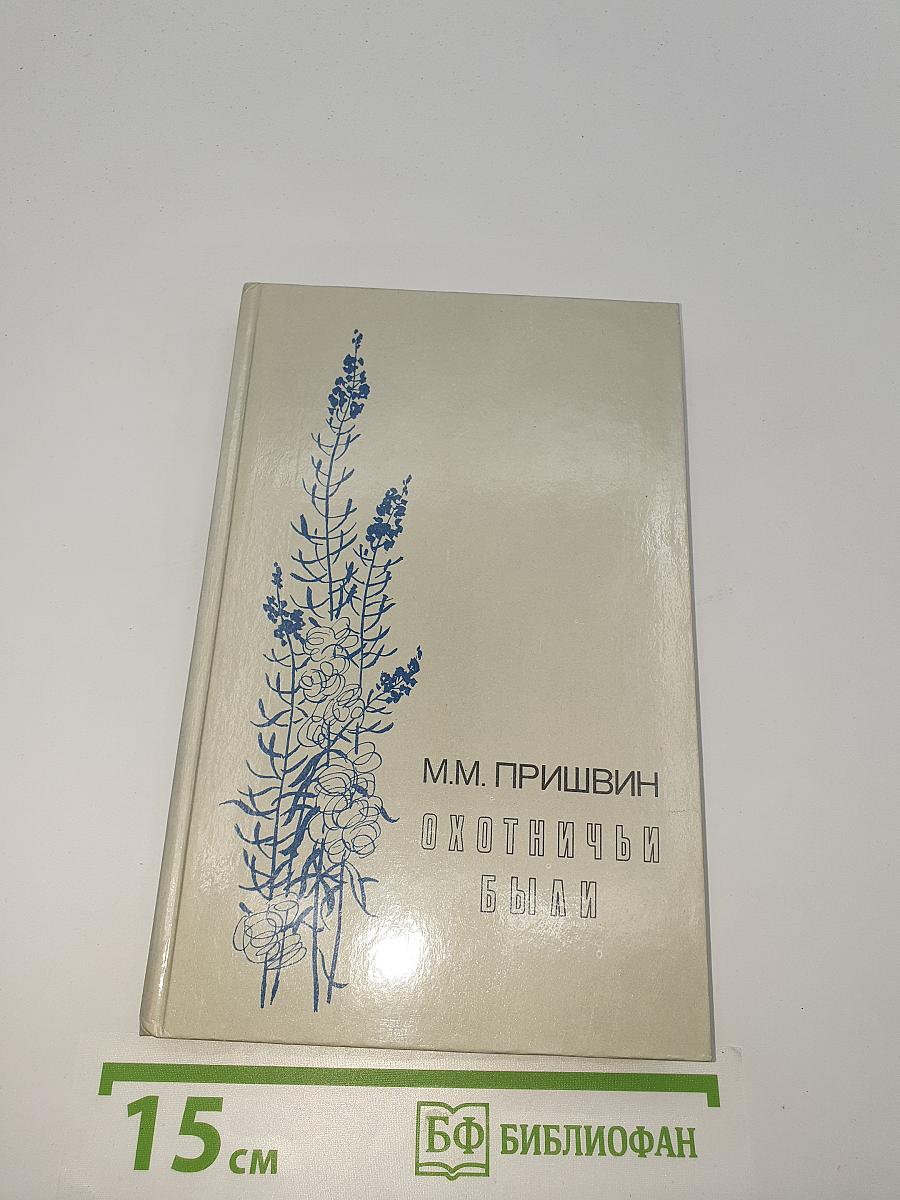 М.М. ПРИШВИН
ОХОТНИЧЬИ
БЫЛИ
15 см
БФ БИБЛИОФАН